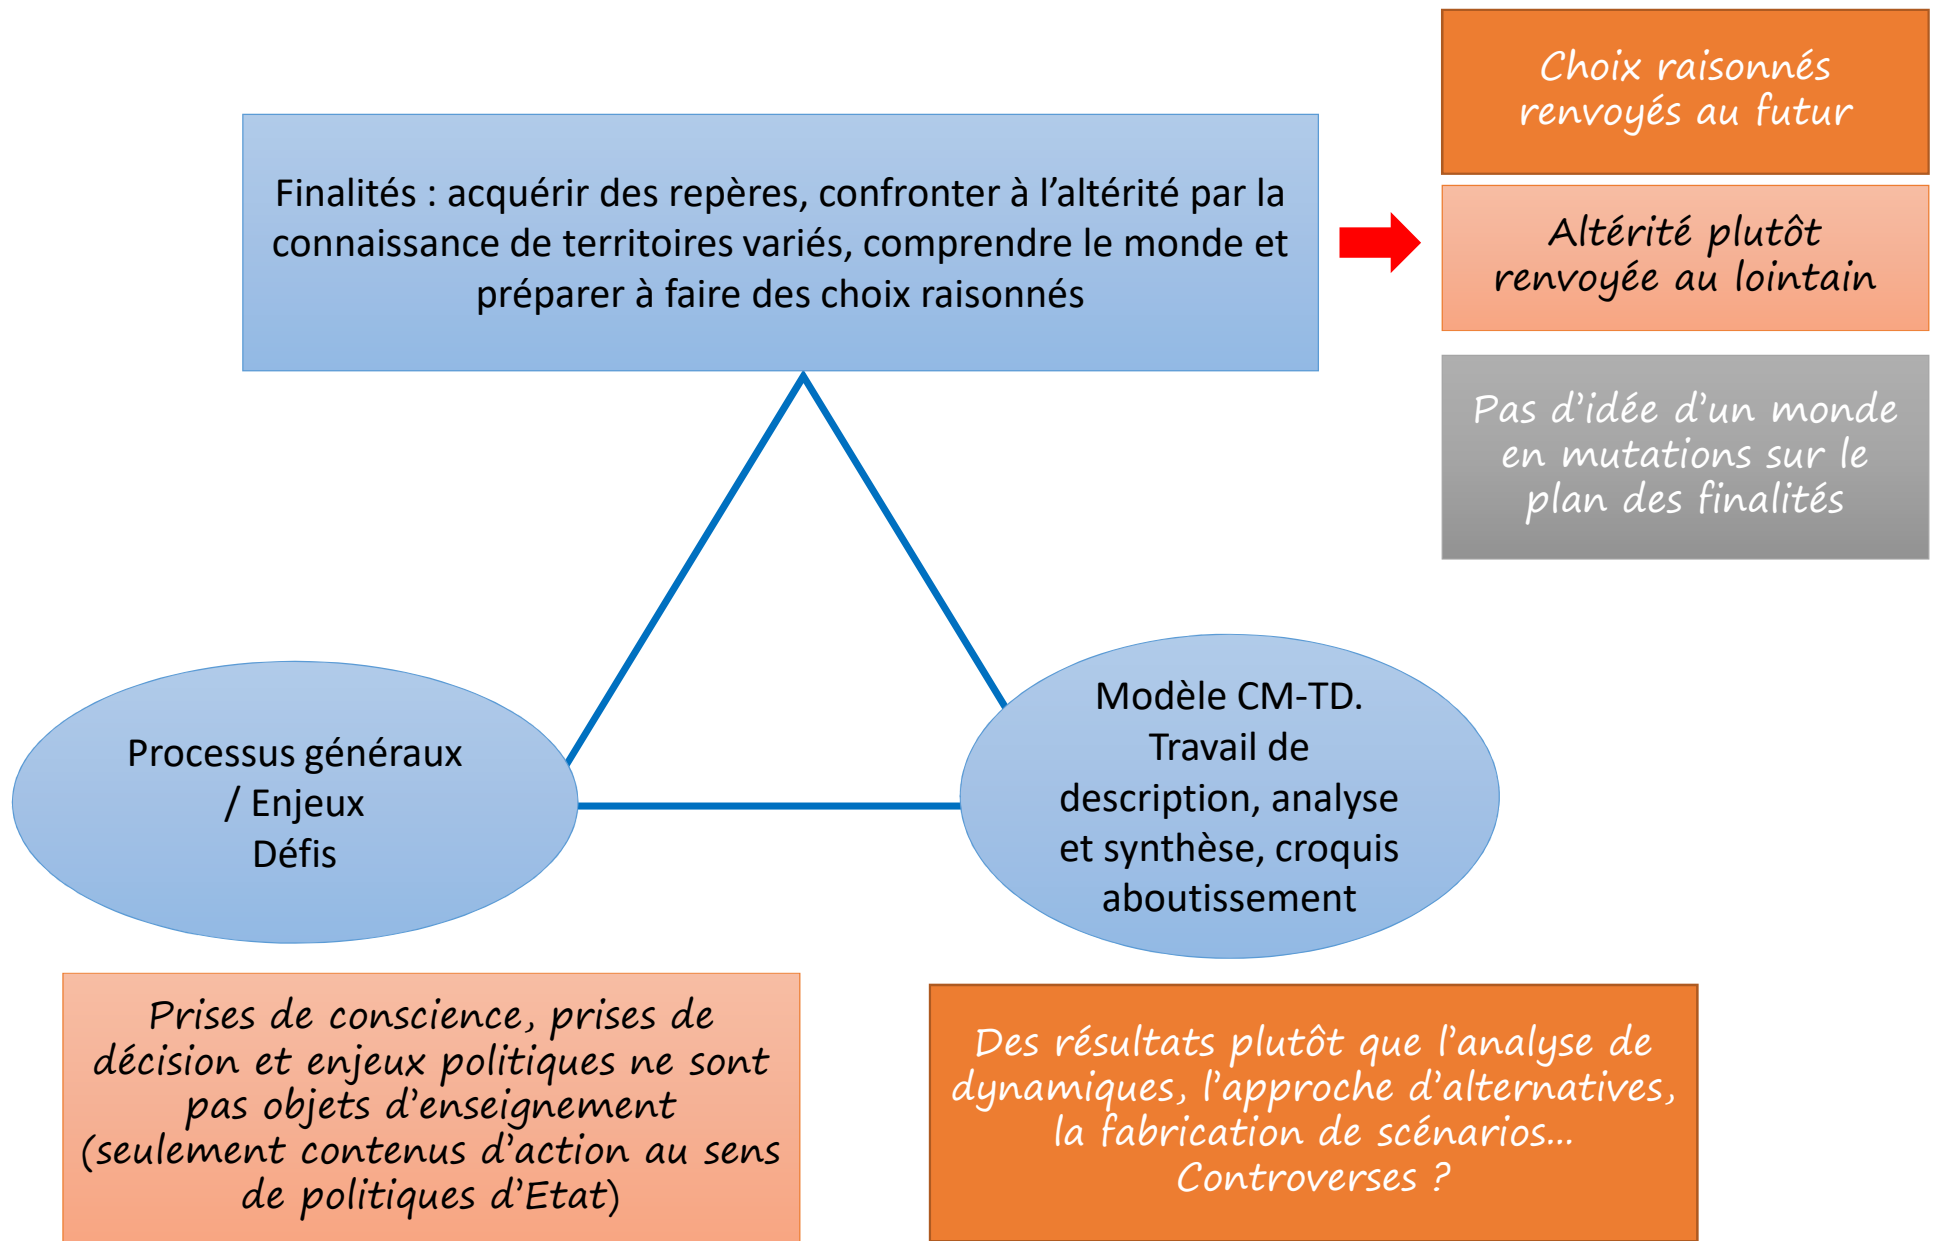 Choix raisonnés
renvoyés au futur
Finalités : acquérir des repères, confronter à l’altérité par la
connaissance de territoires variés, comprendre le monde et
préparer à faire des choix raisonnés
Altérité plutôt
renvoyée au lointain
Pas d’idée d’un monde
en mutations sur le
plan des finalités
Processus généraux
/ Enjeux
Défis
Modèle CM-TD.
Travail de
description, analyse
et synthèse, croquis
aboutissement
Prises de conscience, prises de
décision et enjeux politiques ne sont
pas objets d’enseignement
(seulement contenus d’action au sens
de politiques d’Etat)
Des résultats plutôt que l’analyse de
dynamiques, l’approche d’alternatives,
la fabrication de scénarios...
Controverses ?